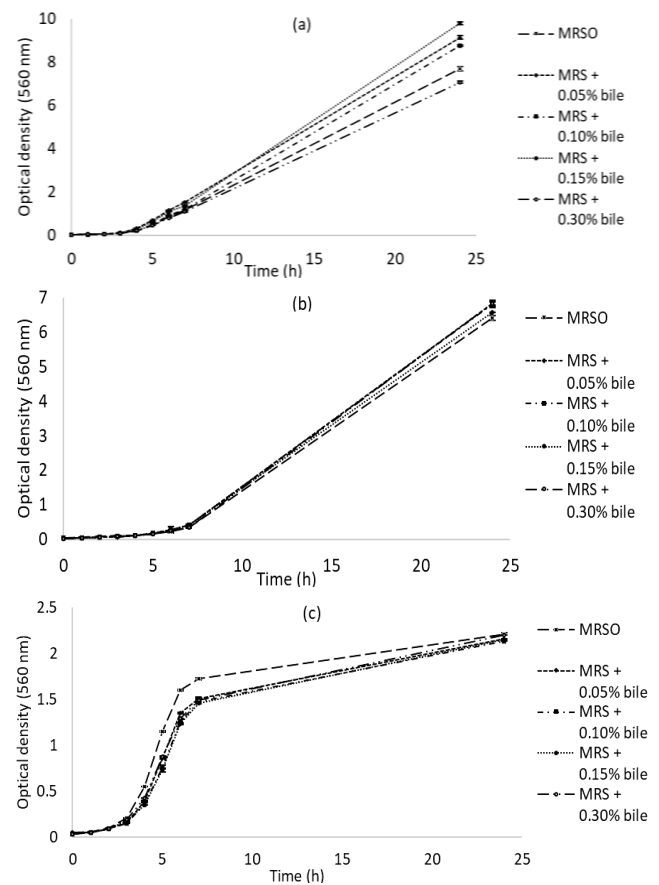 (a)
10
8
6
4
2
0
0 5 10 15 20 25
Optical density (560 nm)
Time (h)
MRSO
MRS +
0.05% bile
MRS +
0.10% bile
MRS +
0.15% bile
MRS +
0.30% bile
(b)
7
6
5
4
3
2
1
0
0 5 10 15 20 25
Optical density (560 nm)
Time (h)
MRSO
MRS +
0.05% bile
MRS +
0.10% bile
MRS +
0.15% bile
MRS +
0.30% bile
(c)
2.5
2
1.5
1
0.5
0
0 5 10 15 20 25
Optical density (560 nm)
Time (h)
MRSO
MRS +
0.05% bile
MRS +
0.10% bile
MRS +
0.15% bile
MRS +
0.30% bile